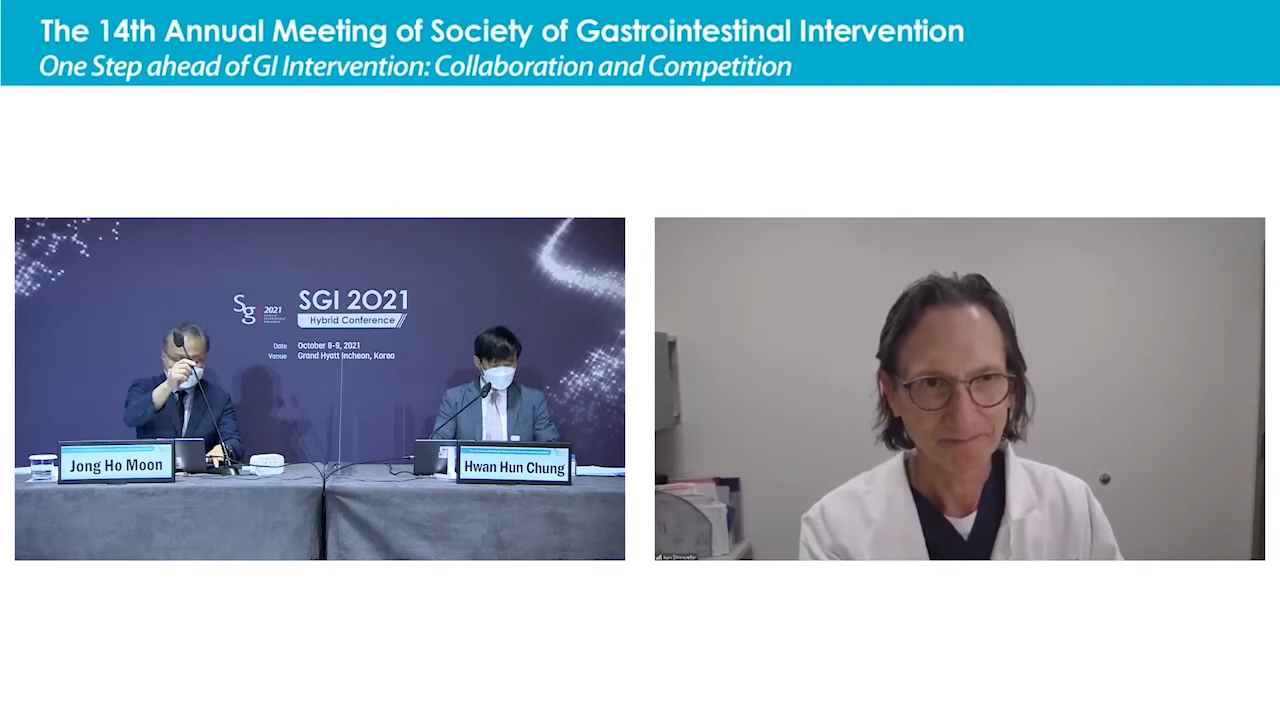 The 14th Annual Meeting of Society of Gastrointestinal Intervention
One Step ahead of GI Intervention: Collaboration and Competition
Sg 2021
SGI 2021
Hybrid Conference
Date October 8-9, 2021
Venue Grand Hyatt Incheon, Korea
Jong Ho Moon
Hwan Hun Chung